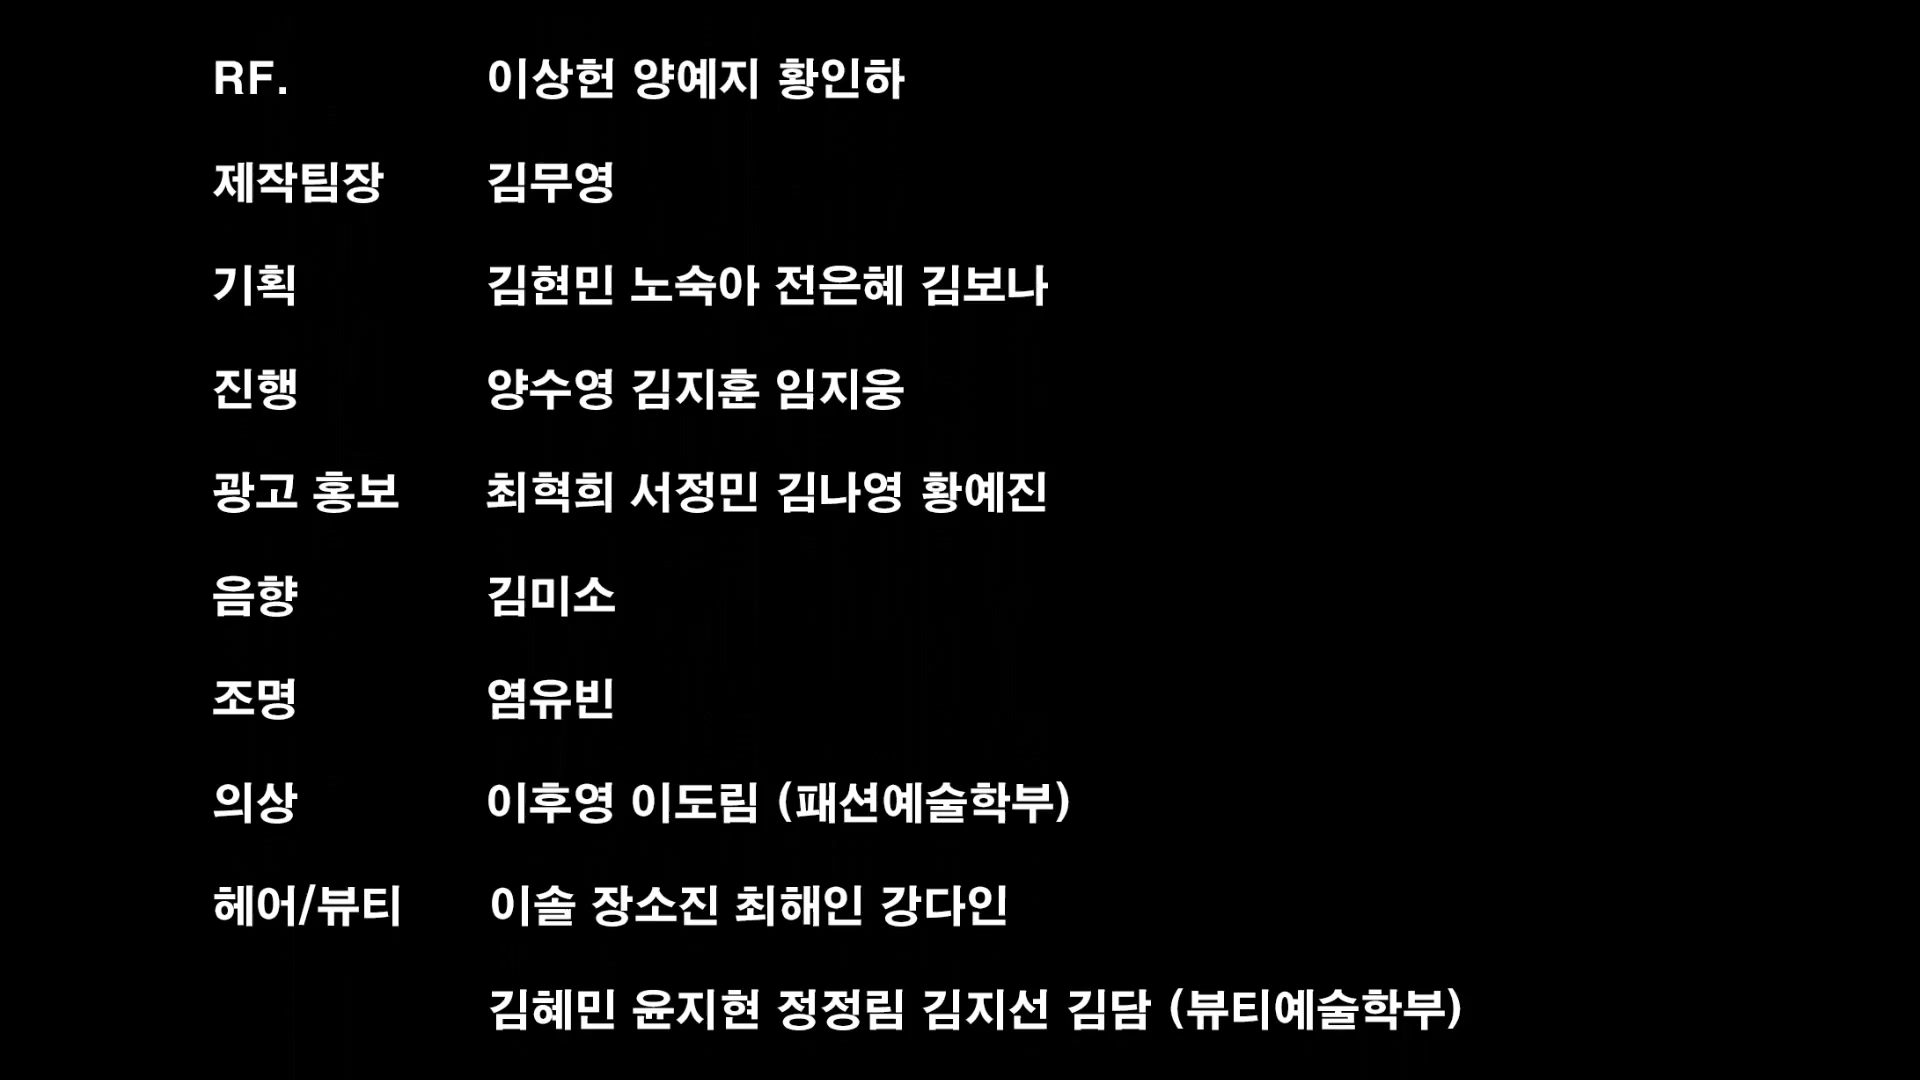 RF. 이상헌 양예지 황인하
제작팀장 김무영
기획 김현민 노숙아 전은혜 김보나
진행 양수영 김지훈 임지웅
광고 홍보 최혁희 서정민 김나영 황예진
음향 김미소
조명 염유빈
의상 이후영 이도림 (패션예술학부)
헤어/뷰티 이솔 장소진 최해인 강다인
김혜민 윤지현 정정림 김지선 김담 (뷰티예술학부)